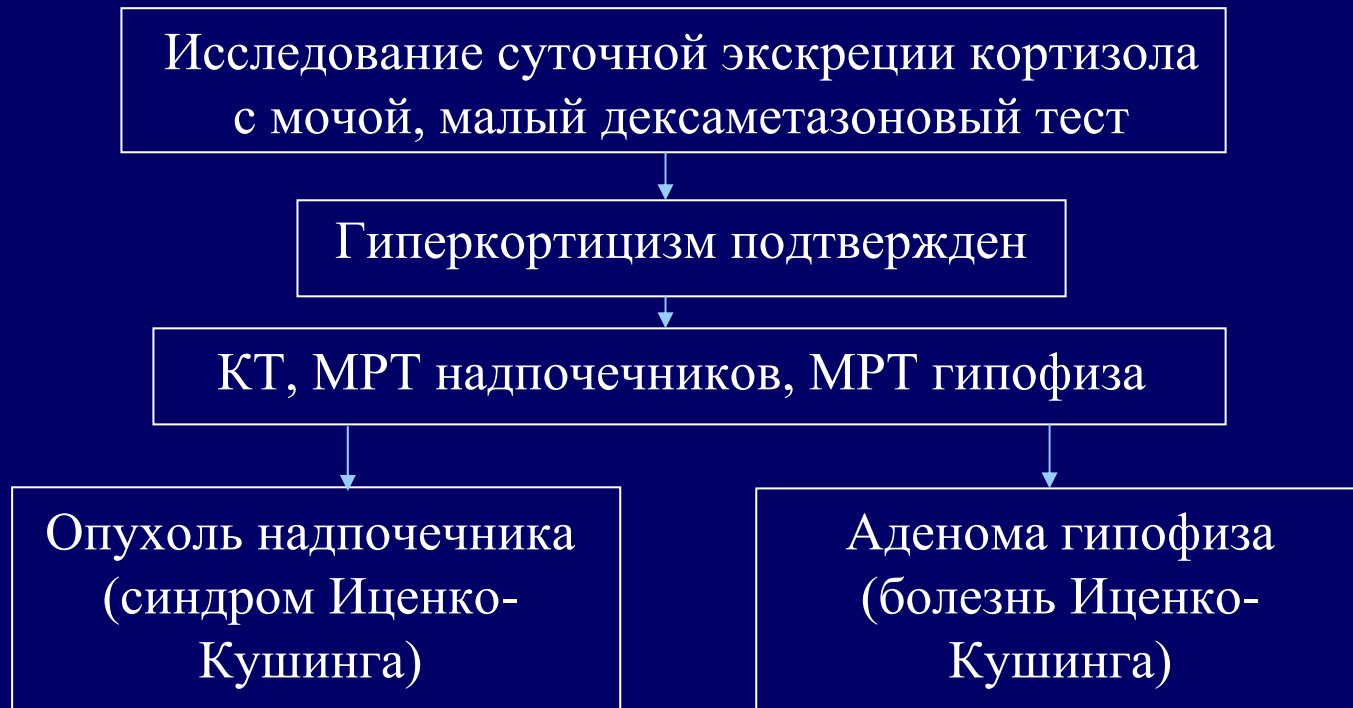 Исследование суточной экскреции кортизола
с мочой, малый дексаметазоновый тест
Гиперкортицизм подтвержден
КТ, МРТ надпочечников, МРТ гипофиза
Опухоль надпочечника
(синдром Иценко-
Кушинга)
Аденома гипофиза
(болезнь Иценко-
Кушинга)